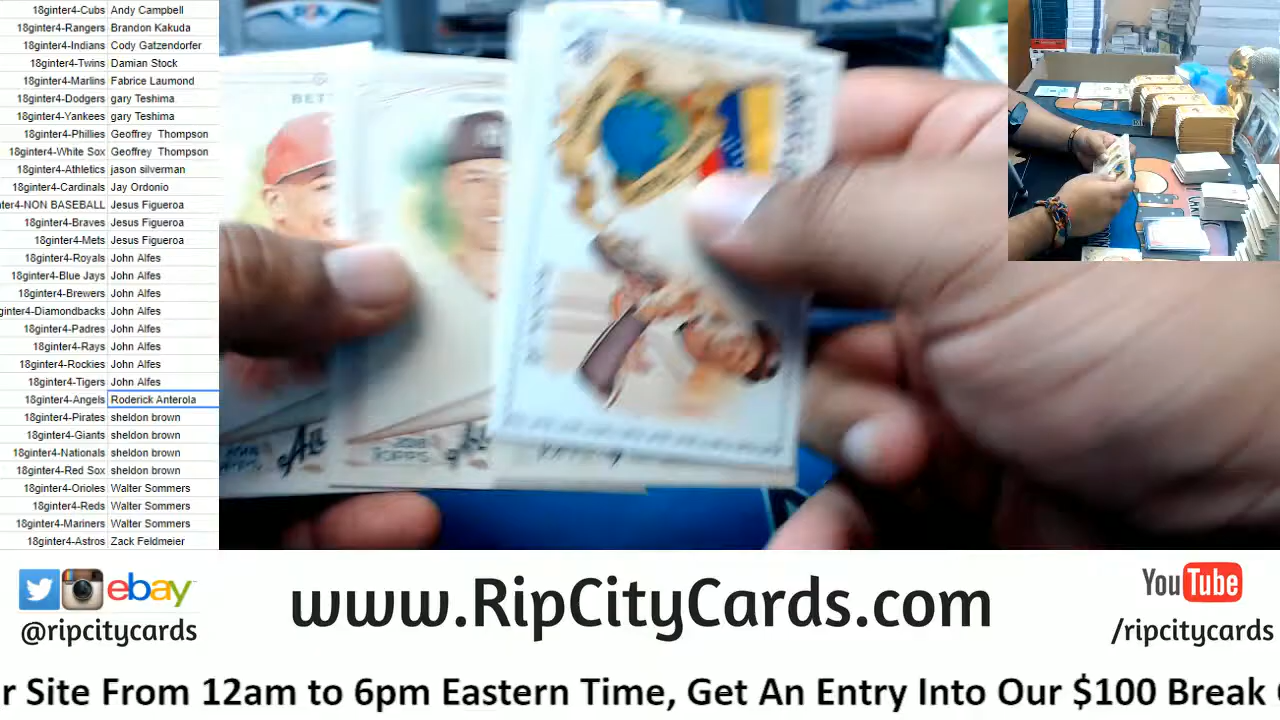 18ginter4-Cubs Andy Campbell
18ginter4-Rangers Brandon Kakuda
18ginter4-Indians Cody Gatzendorfer
18ginter4-Twins Damian Stock
18ginter4-Marlins Fabrice Laumond
18ginter4-Dodgers gary Teshima
18ginter4-Yankees gary Teshima
18ginter4-Phillies Geoffrey Thompson
18ginter4-White Sox Geoffrey Thompson
18ginter4-Athletics jason silverman
18ginter4-Cardinals Jay Ordonio
nter4-NON BASEBALL Jesus Figueroa
18ginter4-Braves Jesus Figueroa
18ginter4-Mets Jesus Figueroa
18ginter4-Royals John Alfes
18ginter4-Blue Jays John Alfes
18ginter4-Brewers John Alfes
ginter4-Diamondbacks John Alfes
18ginter4-Padres John Alfes
18ginter4-Rays John Alfes
18ginter4-Rockies John Alfes
18ginter4-Tigers John Alfes
18ginter4-Angels Roderick Anterola
18ginter4-Pirates sheldon brown
18ginter4-Giants sheldon brown
18ginter4-Nationals sheldon brown
18ginter4-Red Sox sheldon brown
18ginter4-Orioles Walter Sommers
18ginter4-Reds Walter Sommers
18ginter4-Mariners Walter Sommers
18ginter4-Astros Zack Feldmeier
BETT
2018
TOPPS
ebay
@ripcitycards
www.RipCityCards.com
YouTube
/ripcitycards
r Site From 12am to 6pm Eastern Time, Get An Entry Into Our $100 Break